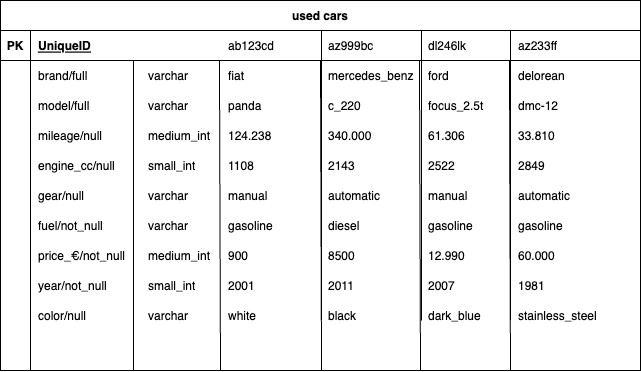 used cars
PK UniqueID ab123cd az999bc dl246lk az233ff
brand/full varchar fiat mercedes_benz ford delorean
model/full varchar panda c_220 focus_2.5t dmc-12
mileage/null medium_int 124.238 340.000 61.306 33.810
engine_cc/null small_int 1108 2143 2522 2849
gear/null varchar manual automatic manual automatic
fuel/not_null varchar gasoline diesel gasoline gasoline
price_€/not_null medium_int 900 8500 12.990 60.000
year/not_null small_int 2001 2011 2007 1981
color/null varchar white black dark_blue stainless_steel